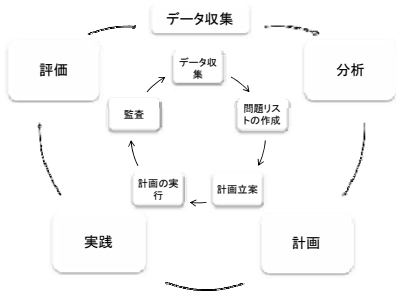 データ収集
評価
分析
データ収
集
監査
問題リス
トの作成
計画の実
行
計画立案
実践
計画